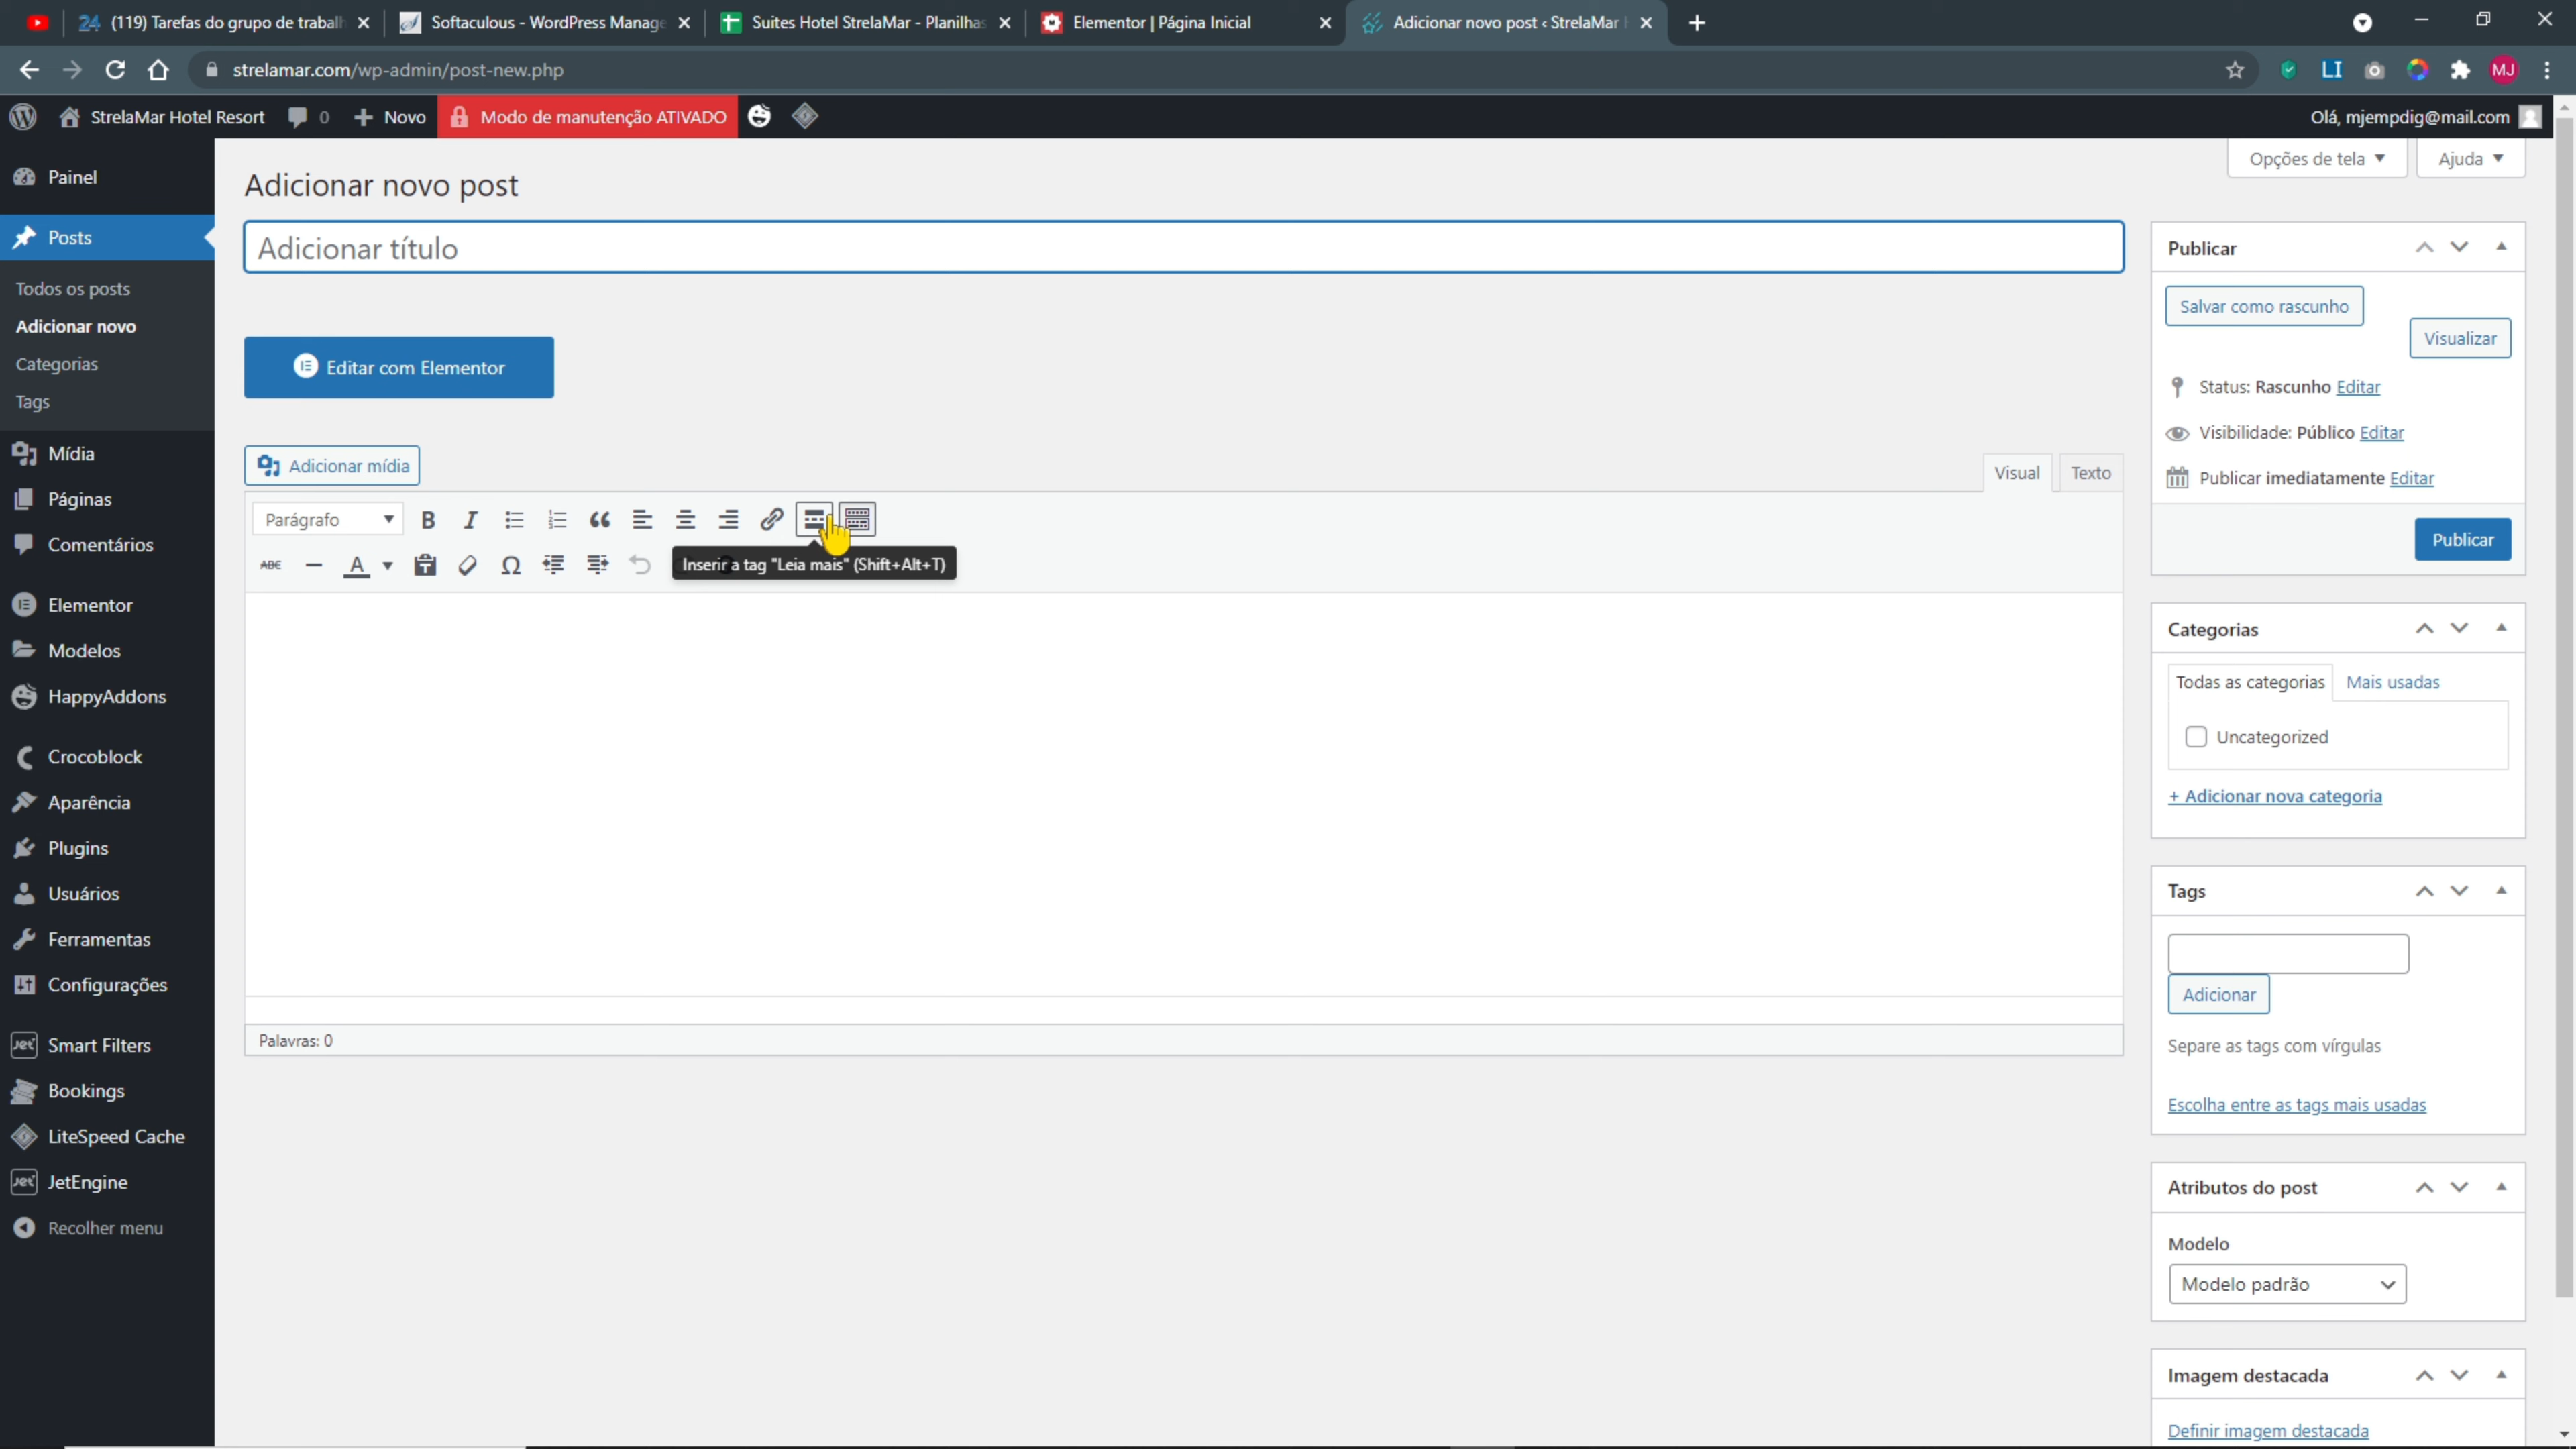 (119) Tarefas do grupo de trabalh
Softaculous - WordPress Manage
Suites Hotel StrelaMar - Planilhas
Elementor | Página Inicial
Adicionar novo post ‹ StrelaMar
strelamar.com/wp-admin/post-new.php
LI
MJ
StrelaMar Hotel Resort
0
Novo
Modo de manutenção ATIVADO
Olá, mjempdig@mail.com
Opções de tela
Ajuda
Painel
Posts
Todos os posts
Adicionar novo
Categorias
Tags
Mídia
Páginas
Comentários
Elementor
Modelos
HappyAddons
Crocoblock
Aparência
Plugins
Usuários
Ferramentas
Configurações
Smart Filters
Bookings
LiteSpeed Cache
JetEngine
Recolher menu
Adicionar novo post
Adicionar título
Editar com Elementor
Adicionar mídia
Visual
Texto
Parágrafo
B
I
ABC
A
Ω
Inserir a tag "Leia mais" (Shift+Alt+T)
Palavras: 0
Publicar
Salvar como rascunho
Visualizar
Status: Rascunho Editar
Visibilidade: Público Editar
Publicar imediatamente Editar
Publicar
Categorias
Todas as categorias
Mais usadas
Uncategorized
+ Adicionar nova categoria
Tags
Adicionar
Separe as tags com vírgulas
Escolha entre as tags mais usadas
Atributos do post
Modelo
Modelo padrão
Imagem destacada
Definir imagem destacada